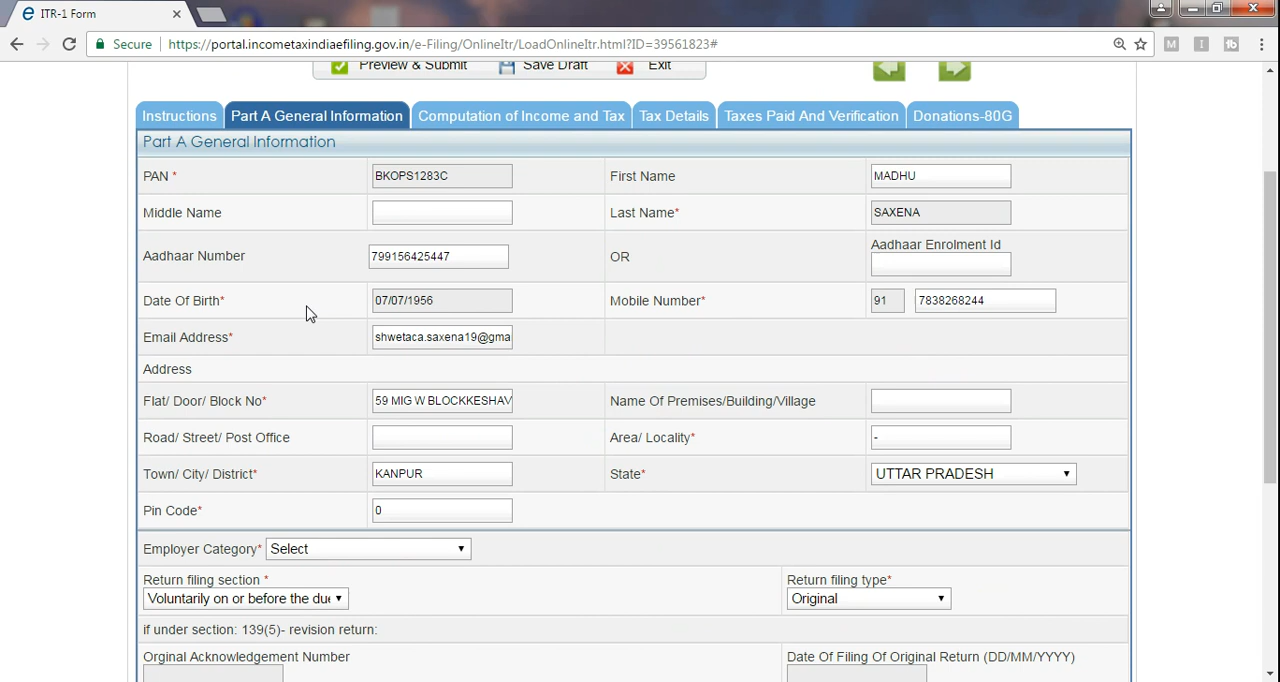 ITR-1 Form
Secure https://portal.incometaxindiaefiling.gov.in/e-Filing/OnlineItr/LoadOnlineItr.html?ID=39561823#
Preview & Submit Save Draft Exit
Instructions Part A General Information Computation of Income and Tax Tax Details Taxes Paid And Verification Donations-80G
Part A General Information
PAN * BKOPS1283C First Name MADHU
Middle Name Last Name* SAXENA
Aadhaar Number 799156425447 OR Aadhaar Enrolment Id
Date Of Birth* 07/07/1956 Mobile Number* 91 7838268244
Email Address* shwetaca.saxena19@gma
Address
Flat/ Door/ Block No* 59 MIG W BLOCKKESHAV Name Of Premises/Building/Village
Road/ Street/ Post Office Area/ Locality* -
Town/ City/ District* KANPUR State* UTTAR PRADESH
Pin Code* 0
Employer Category* Select
Return filing section * Return filing type*
Voluntarily on or before the due Original
if under section: 139(5)- revision return:
Orginal Acknowledgement Number Date Of Filing Of Original Return (DD/MM/YYYY)